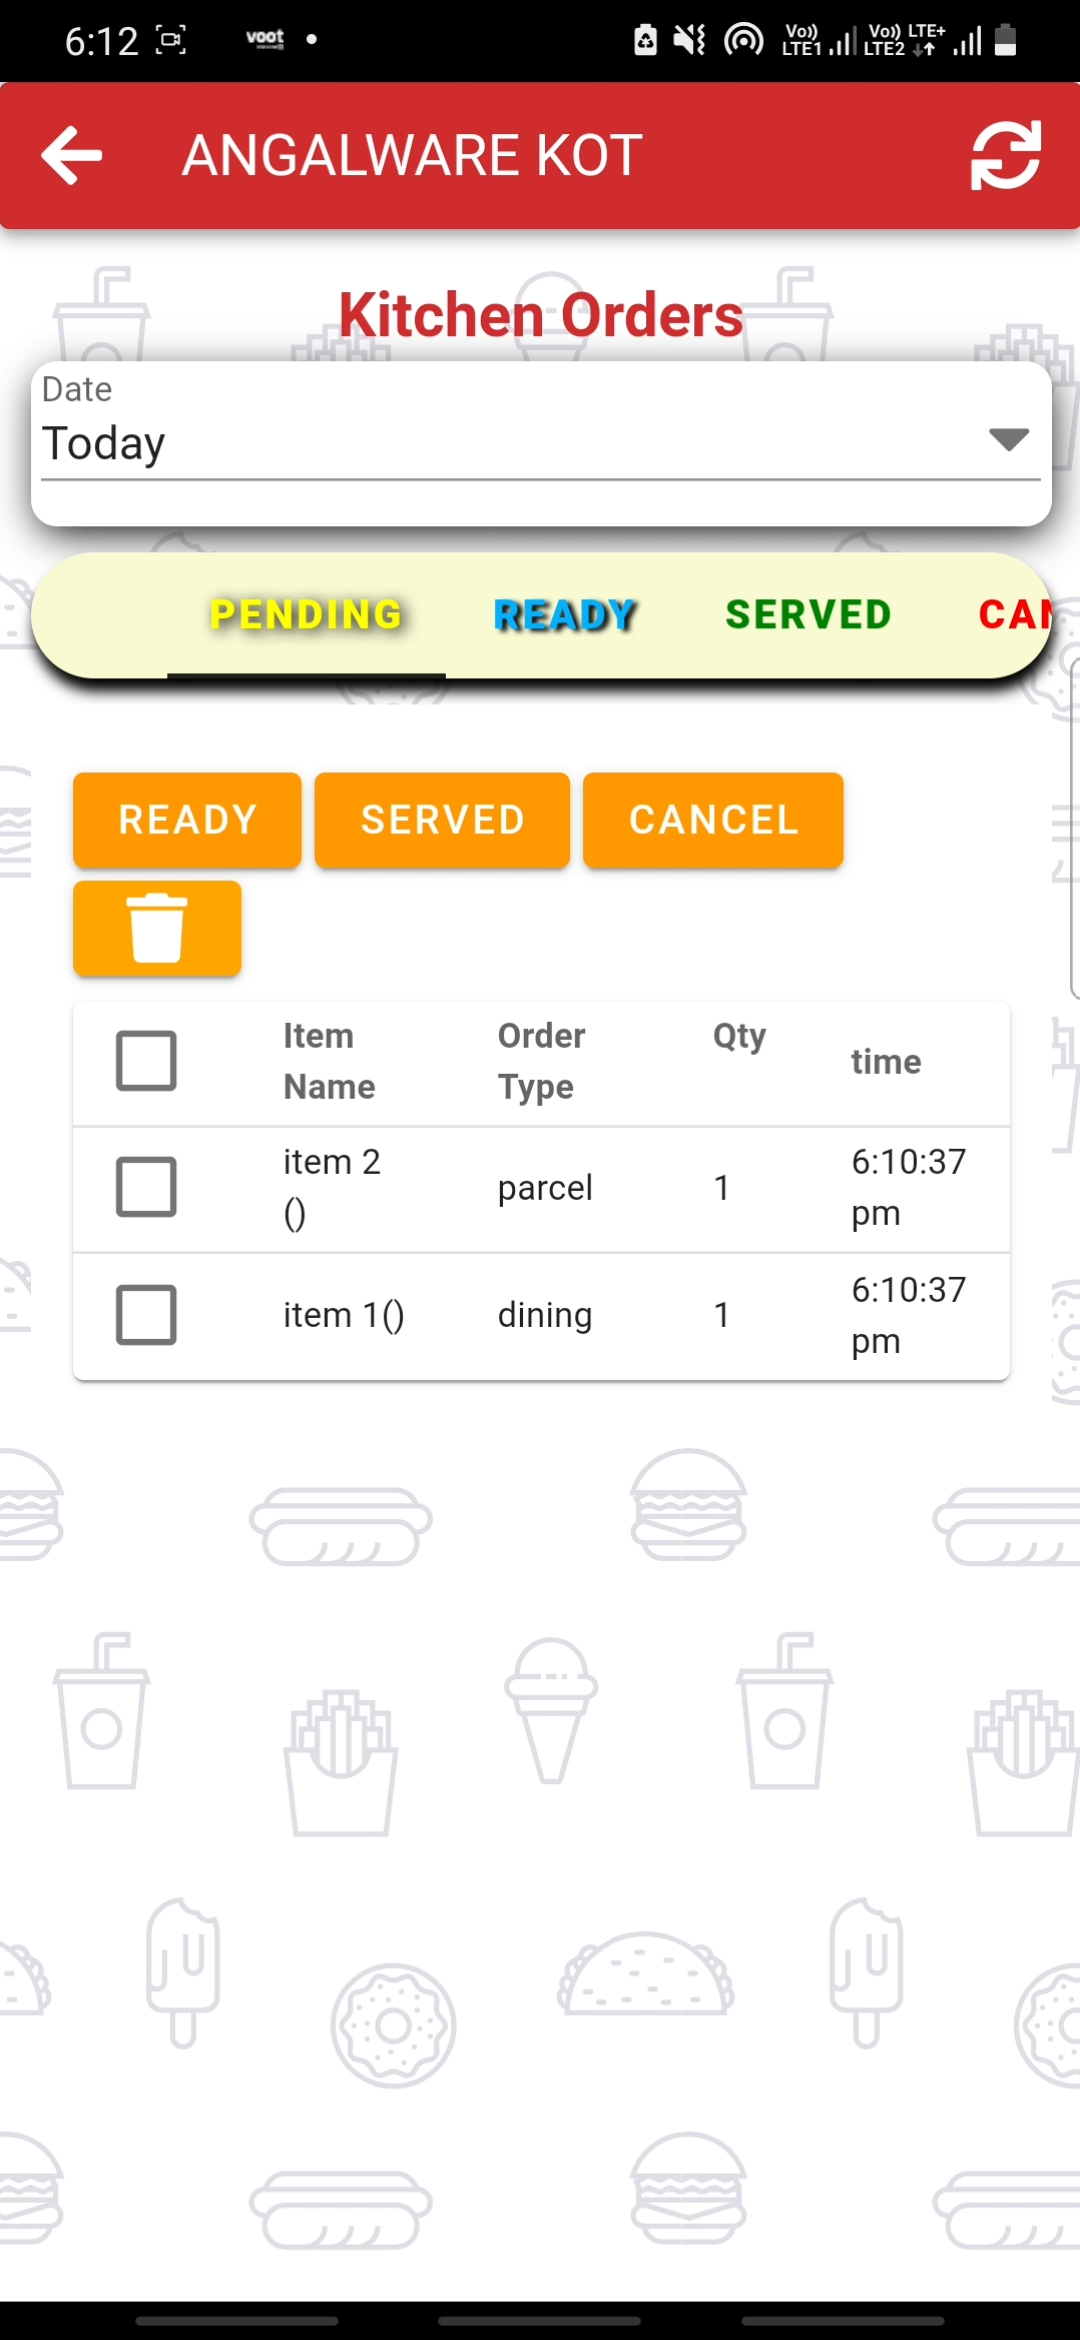 6:12 voot Vo)) LTE1 Vo)) LTE+ LTE2
ANGALWARE KOT
Kitchen Orders
Date
Today
PENDING READY SERVED CAN
READY SERVED CANCEL
Item Name Order Type Qty time
item 2 () parcel 1 6:10:37 pm
item 1() dining 1 6:10:37 pm